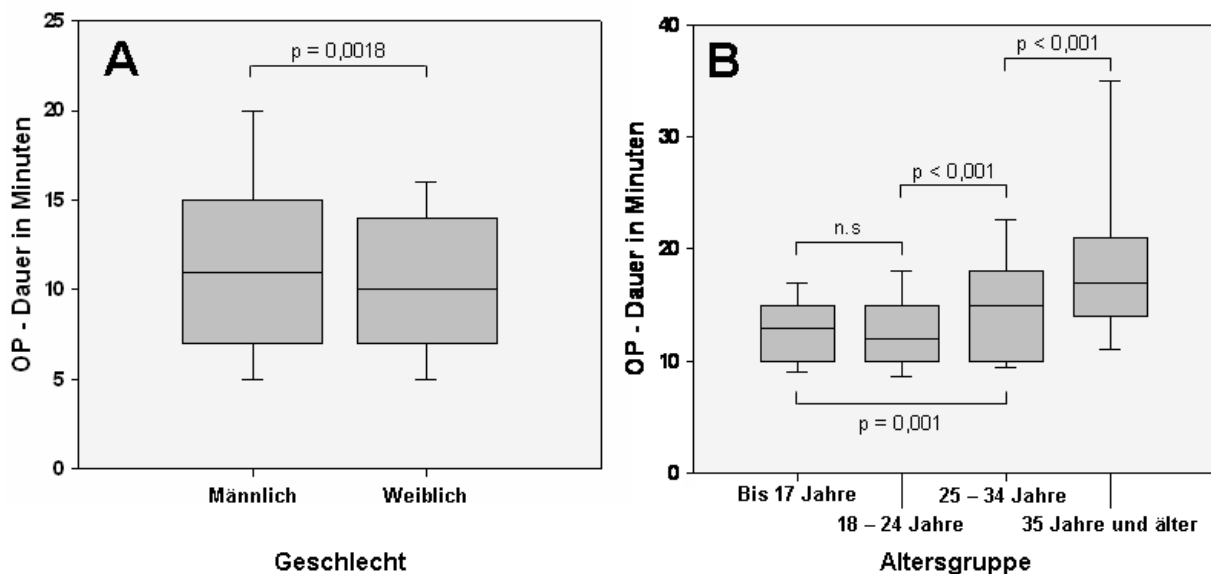 A
p = 0,0018
OP - Dauer in Minuten
25
20
15
10
5
0
Männlich
Weiblich
Geschlecht
B
p < 0,001
p < 0,001
n.s
p = 0,001
OP - Dauer in Minuten
40
30
20
10
0
Bis 17 Jahre
25 – 34 Jahre
18 – 24 Jahre
35 Jahre und älter
Altersgruppe